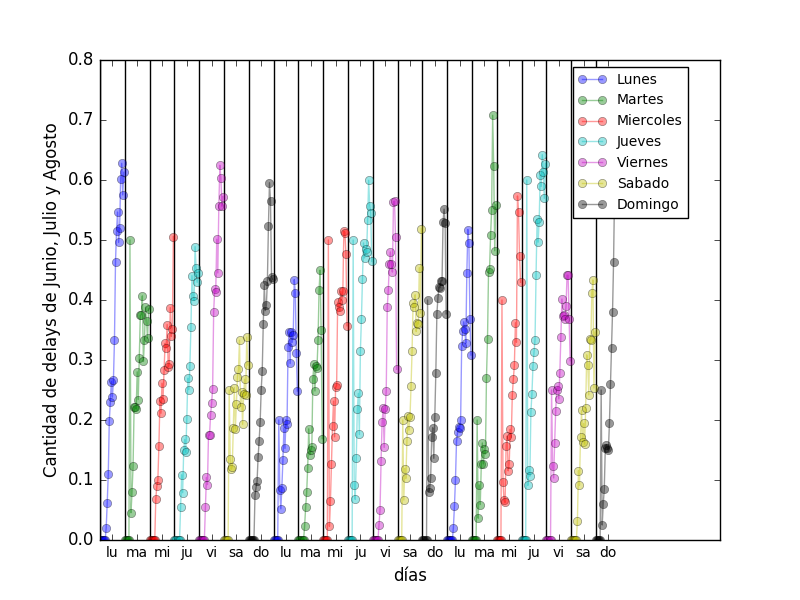 Cantidad de delays de Junio, Julio y Agosto
0.8
0.7
0.6
0.5
0.4
0.3
0.2
0.1
0.0
Lunes
Martes
Miercoles
Jueves
Viernes
Sabado
Domingo
lu ma mi ju vi sa do lu ma mi ju vi sa do lu ma mi ju vi sa do
días